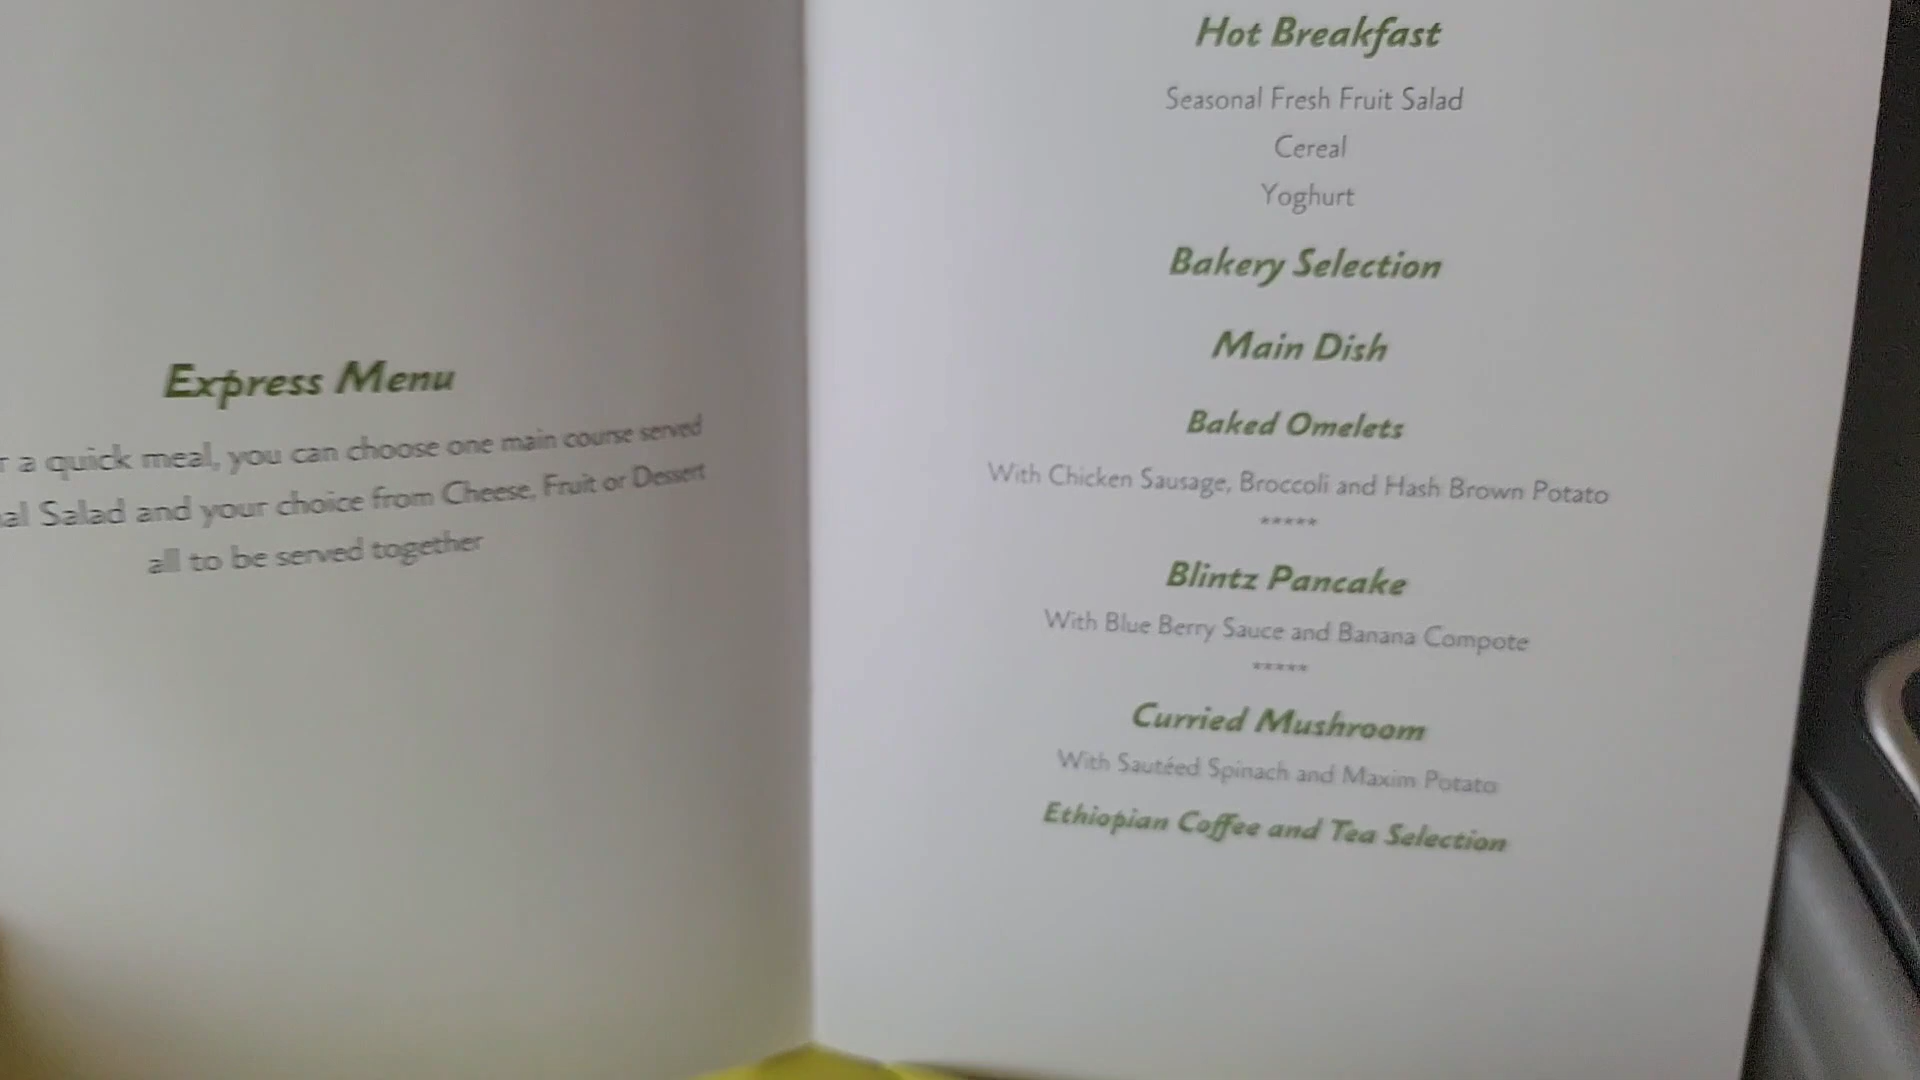 Express Menu
a quick meal, you can choose one main course served
Salad and your choice from Cheese, Fruit or Dessert
all to be served together
Hot Breakfast
Seasonal Fresh Fruit Salad
Cereal
Yoghurt
Bakery Selection
Main Dish
Baked Omelets
With Chicken Sausage, Broccoli and Hash Brown Potato
*****
Blintz Pancake
With Blue Berry Sauce and Banana Compote
*****
Curried Mushroom
With Sautéed Spinach and Maxim Potato
Ethiopian Coffee and Tea Selection